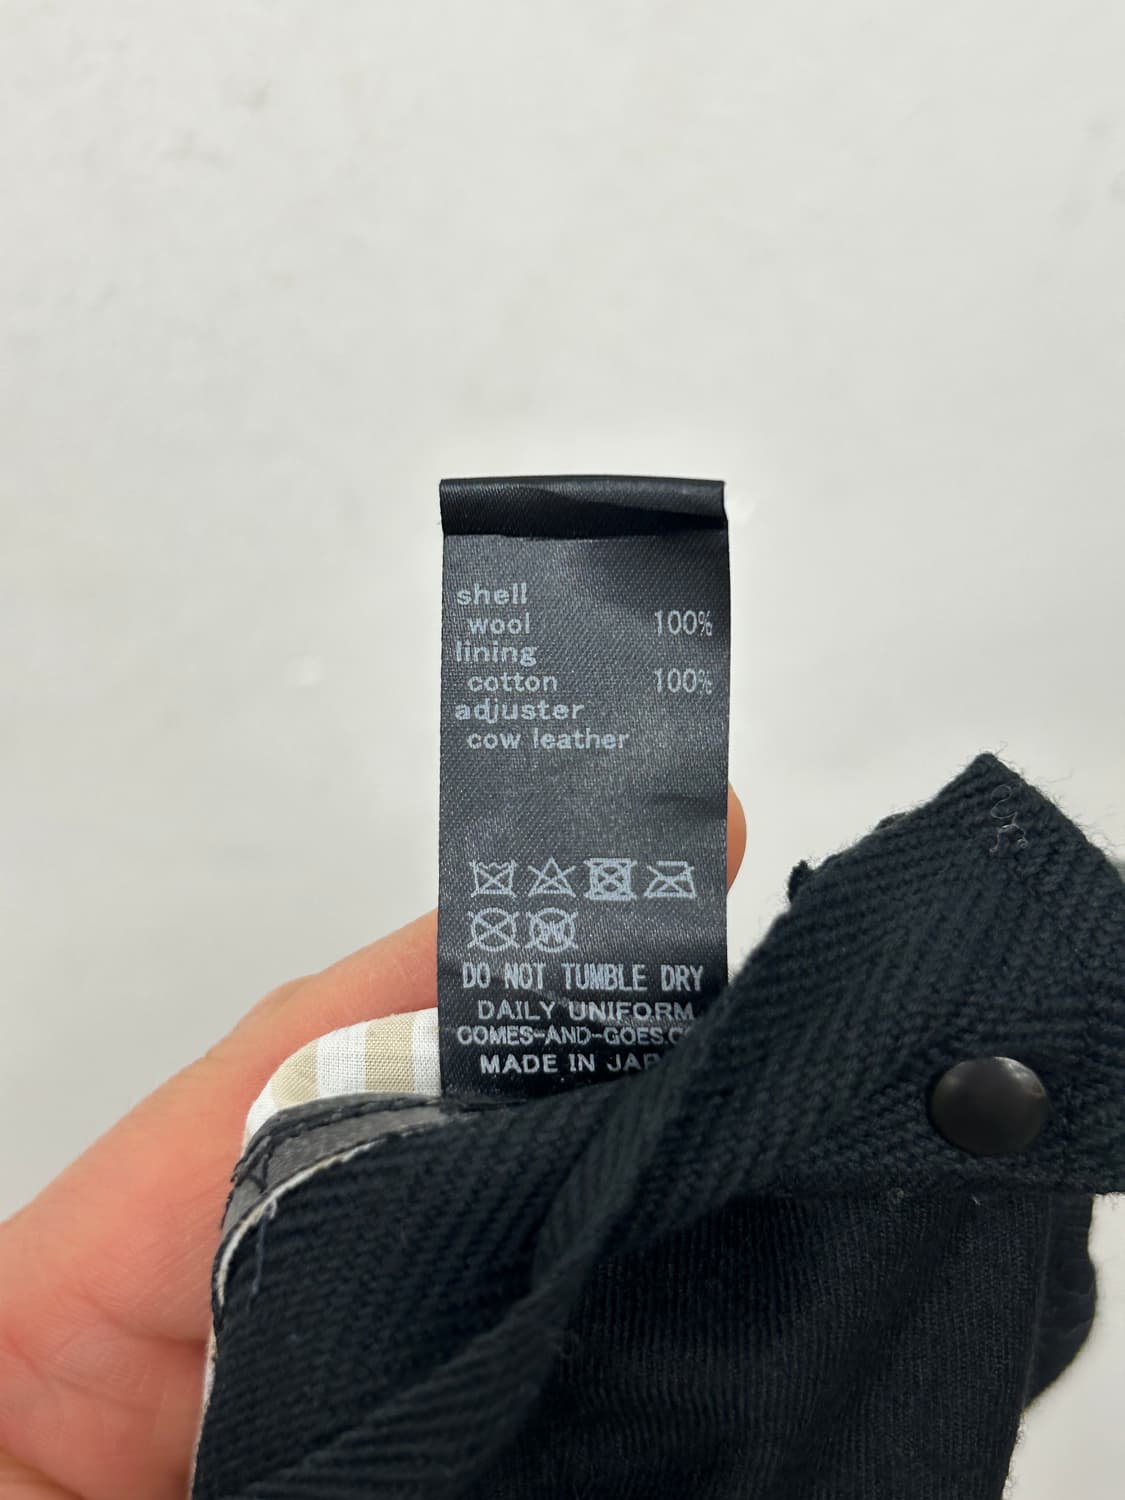 shell
wool 100%
lining
cotton 100%
adjuster
cow leather
W
DO NOT TUMBLE DRY
DAILY UNIFORM
COMES-AND-GOES.C
MADE IN JAP